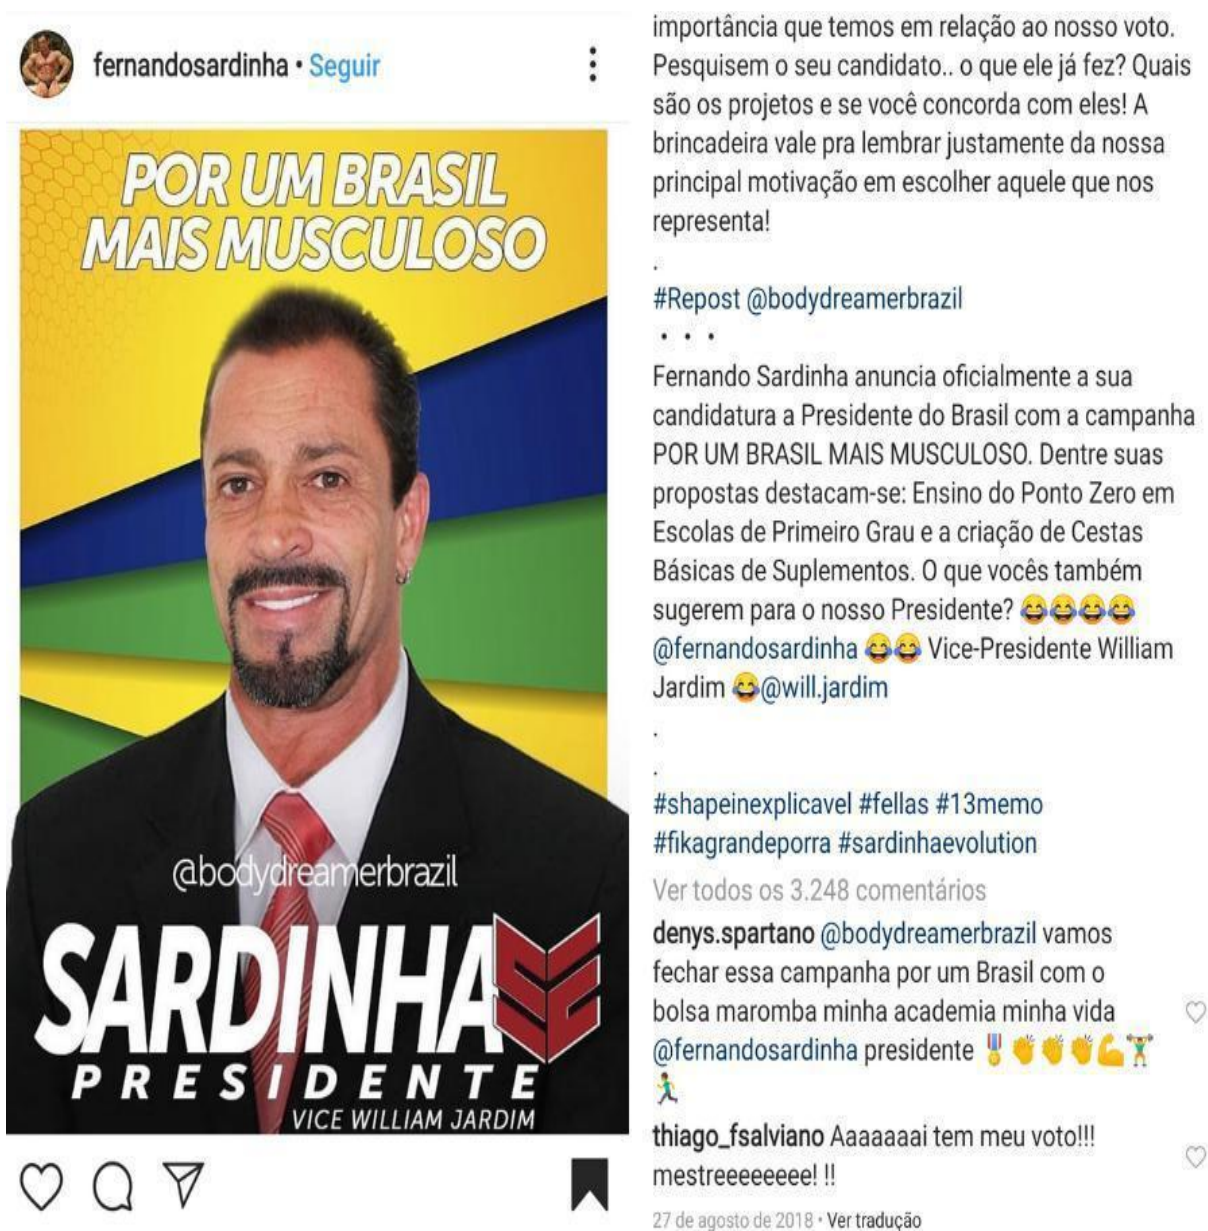 fernandosardinha • Seguir
POR UM BRASIL
MAIS MUSCULOSO
@bodydreamerbrazil
SARDINHA
PRESIDENTE
VICE WILLIAM JARDIM
importância que temos em relação ao nosso voto.
Pesquisem o seu candidato.. o que ele já fez? Quais
são os projetos e se você concorda com eles! A
brincadeira vale pra lembrar justamente da nossa
principal motivação em escolher aquele que nos
representa!
.
#Repost @bodydreamerbrazil
• • •
Fernando Sardinha anuncia oficialmente a sua
candidatura a Presidente do Brasil com a campanha
POR UM BRASIL MAIS MUSCULOSO. Dentre suas
propostas destacam-se: Ensino do Ponto Zero em
Escolas de Primeiro Grau e a criação de Cestas
Básicas de Suplementos. O que vocês também
sugerem para o nosso Presidente? 😂😂😂😂
@fernandosardinha 😂😂 Vice-Presidente William
Jardim 😂@will.jardim
.
.
#shapeinexplicavel #fellas #13memo
#fikagrandeporra #sardinhaevolution
Ver todos os 3.248 comentários
denys.spartano @bodydreamerbrazil vamos
fechar essa campanha por um Brasil com o
bolsa maromba minha academia minha vida
@fernandosardinha presidente 🎖️👏👏👏💪🏋️
🏃‍♂️
thiago_fsalviano Aaaaaaai tem meu voto!!!
mestreeeeeeee! !!
27 de agosto de 2018 • Ver tradução